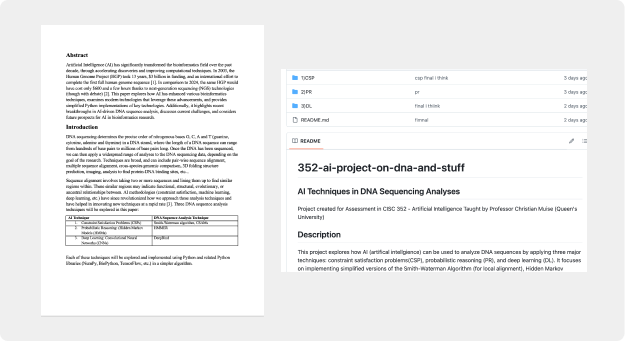 Abstract
Artificial Intelligence (AI) has significantly transformed the bioinformatics field over the past
decade, through accelerating discoveries and improving computational techniques. In 2003, the
Human Genome Project (HGP) took 13 years, $3 billion in funding, and an international effort to
complete the first full human genome sequence [1]. In comparison to 2024, the same HGP would
have cost only $600 and a few hours thanks to next-generation sequencing (NGS) technologies
(though with debate) [2]. This paper explores how AI has enhanced various bioinformatics
techniques, examines modern technologies that leverage these advancements, and provides
simplified Python implementations of key technologies. Additionally, it highlights recent
breakthroughs in AI-driven DNA sequence analysis, discusses current challenges, and considers
future prospects for AI in bioinformatics research.
Introduction
DNA sequencing determines the precise order of nitrogenous bases G, C, A and T (guanine,
cytosine, adenine and thymine) in a DNA strand, where the length of a DNA sequence can range
from hundreds of base pairs to millions of base pairs long. Once the DNA has been sequenced,
we can then apply a widespread range of analyses to the DNA sequencing data, depending on the
goal of the research. Techniques are broad, and can include pair-wise sequence alignment,
multiple sequence alignment, cross-species genome comparison, 3D folding structure
prediction, imaging, analyses to find protein-DNA binding sites, etc...
Sequence alignment involves taking two or more sequences and lining them up to find similar
regions within. These similar regions may indicate functional, structural, evolutionary, or
ancestral relationships between. AI methodologies (constraint satisfaction, machine learning,
deep learning, etc.) have since revolutionized how we approach these analysis techniques and
have helped in innovating new techniques at a rapid rate [3]. Three DNA sequence analysis
techniques will be explored in this paper:
AI Technique DNA Sequence Analysis Technique
1. Constraint Satisfaction Problems (CSPs) Smith-Waterman algorithm,
2. Probabilistic Reasoning: (Hidden Markov Models (HMMs) HMMER
3. Deep Learning: Convolutional Neural Networks (CNNs) DeepBind
Each of these techniques will be explored and implemented using Python and related Python
libraries (NumPy, BioPython, TensorFlow, etc.) in a simpler algorithm.
1)CSP csp final i think 3 days ago
2)PR pr 3 days ago
3)DL final i think 2 days ago
README.md finnal 3 days ago
README
352-ai-project-on-dna-and-stuff
AI Techniques in DNA Sequencing Analyses
Project created for Assessment in CISC 352 - Artificial Intelligence Taught by Professor Christian Muise (Queen's
University)
Description
This project explores how AI (artifical intelligence) can be used to analyze DNA sequences by applying three major
techniques: constraint satisfaction problems(CSP), probabilistic reasoning (PR), and deep learning (DL). It focuses
on implementing simplified versions of the Smith-Waterman Algorithm (for local alignment), Hidden Markov